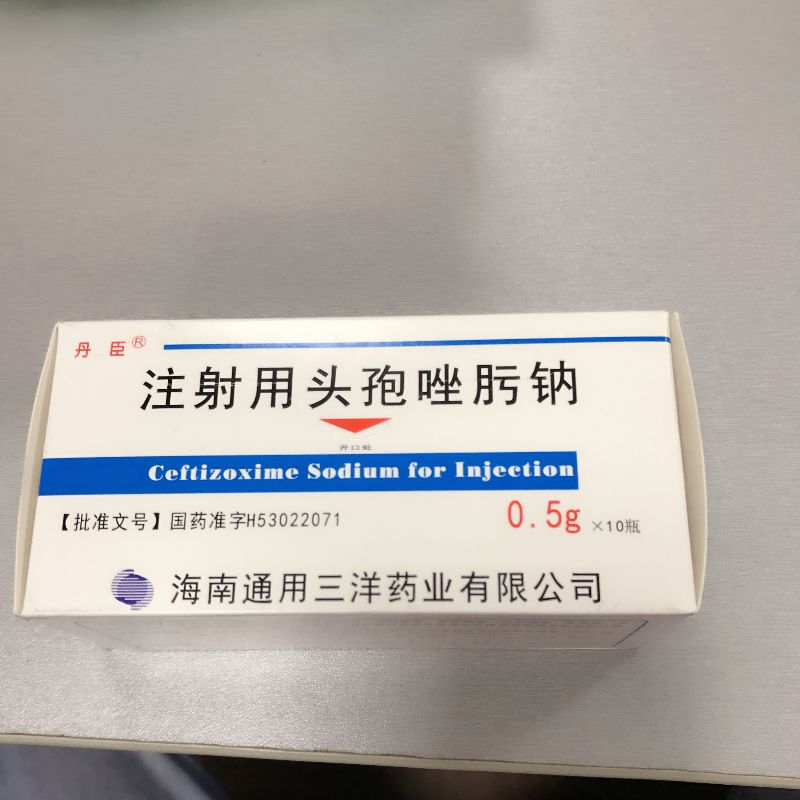 丹臣®
注射用头孢唑肟钠
开口处
Ceftizoxime Sodium for Injection
【批准文号】国药准字H53022071
0.5g ×10瓶
海南通用三洋药业有限公司